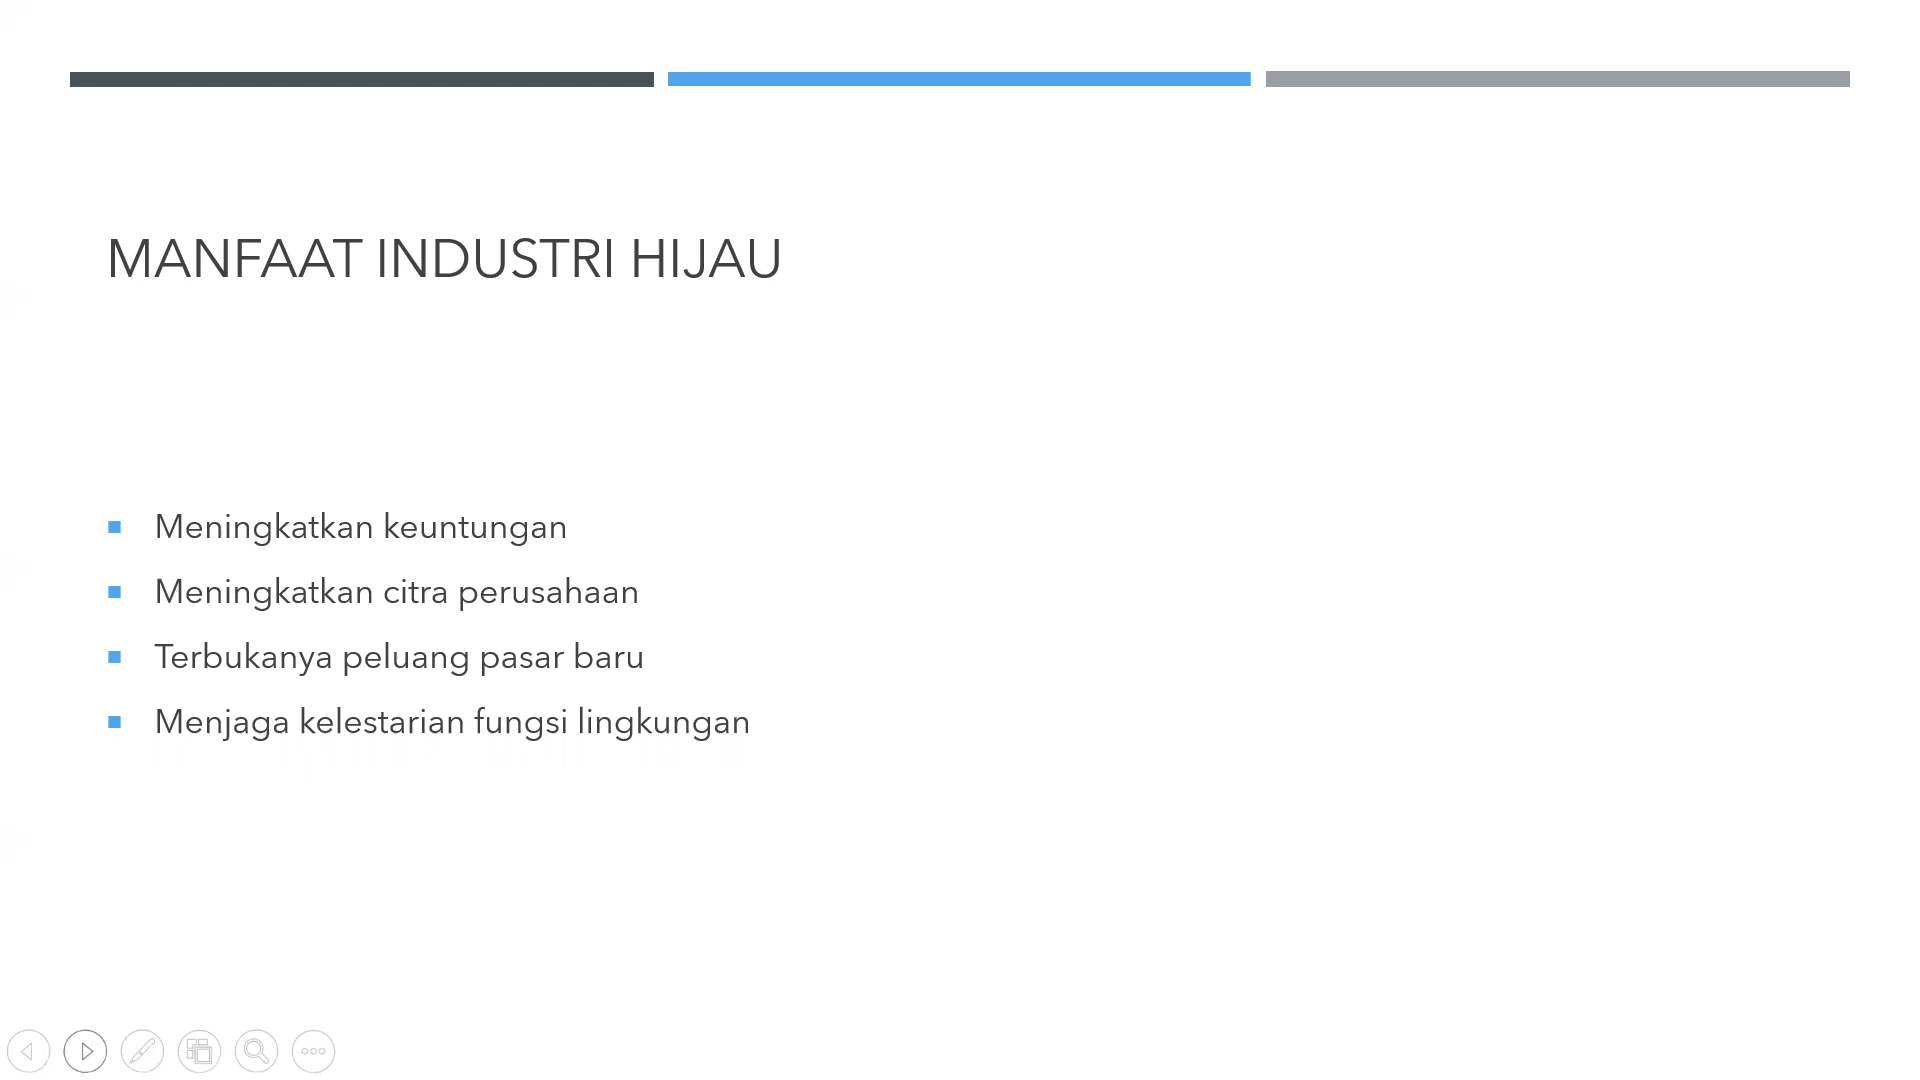 MANFAAT INDUSTRI HIJAU
Meningkatkan keuntungan
Meningkatkan citra perusahaan
Terbukanya peluang pasar baru
Menjaga kelestarian fungsi lingkungan